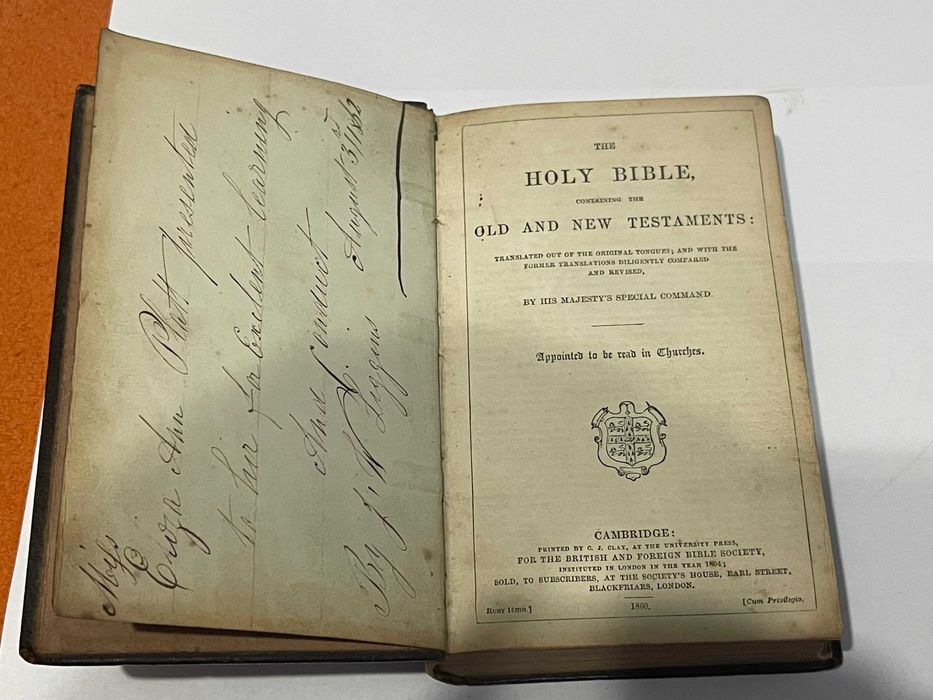 Miss
Eliza Ann Platt presented
to har for Exelent learning
And Conduct
By J. W. Higgins August 3rd 1862
THE
HOLY BIBLE,
CONTAINING THE
OLD AND NEW TESTAMENTS:
TRANSLATED OUT OF THE ORIGINAL TONGUES; AND WITH THE
FORMER TRANSLATIONS DILIGENTLY COMPARED
AND REVISED,
BY HIS MAJESTY'S SPECIAL COMMAND.
Appointed to be read in Churches.
CAMBRIDGE:
PRINTED BY C. J. CLAY, AT THE UNIVERSITY PRESS,
FOR THE BRITISH AND FOREIGN BIBLE SOCIETY,
INSTITUTED IN LONDON IN THE YEAR 1804;
SOLD, TO SUBSCRIBERS, AT THE SOCIETY'S HOUSE, EARL STREET,
BLACKFRIARS, LONDON.
RUBY 16mo.] 1860. [Cum Privilegio.